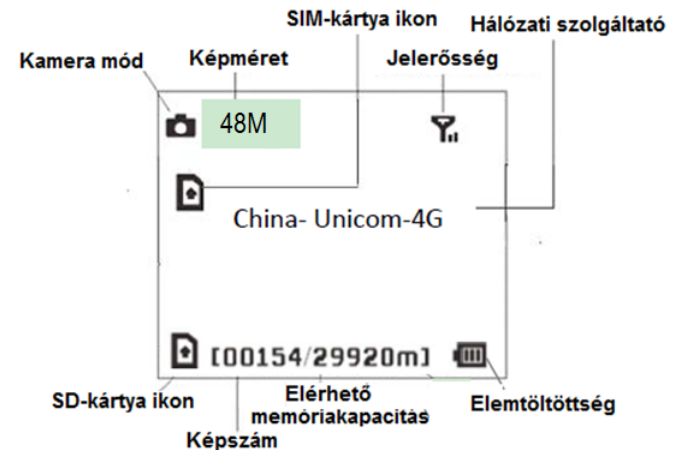 SIM-kártya ikon
Hálózati szolgáltató
Kamera mód
Képméret
Jelerősség
48M
China- Unicom-4G
[00154/29920m]
SD-kártya ikon
Elérhető
memóriakapacitás
Elemtöltöttség
Képszám